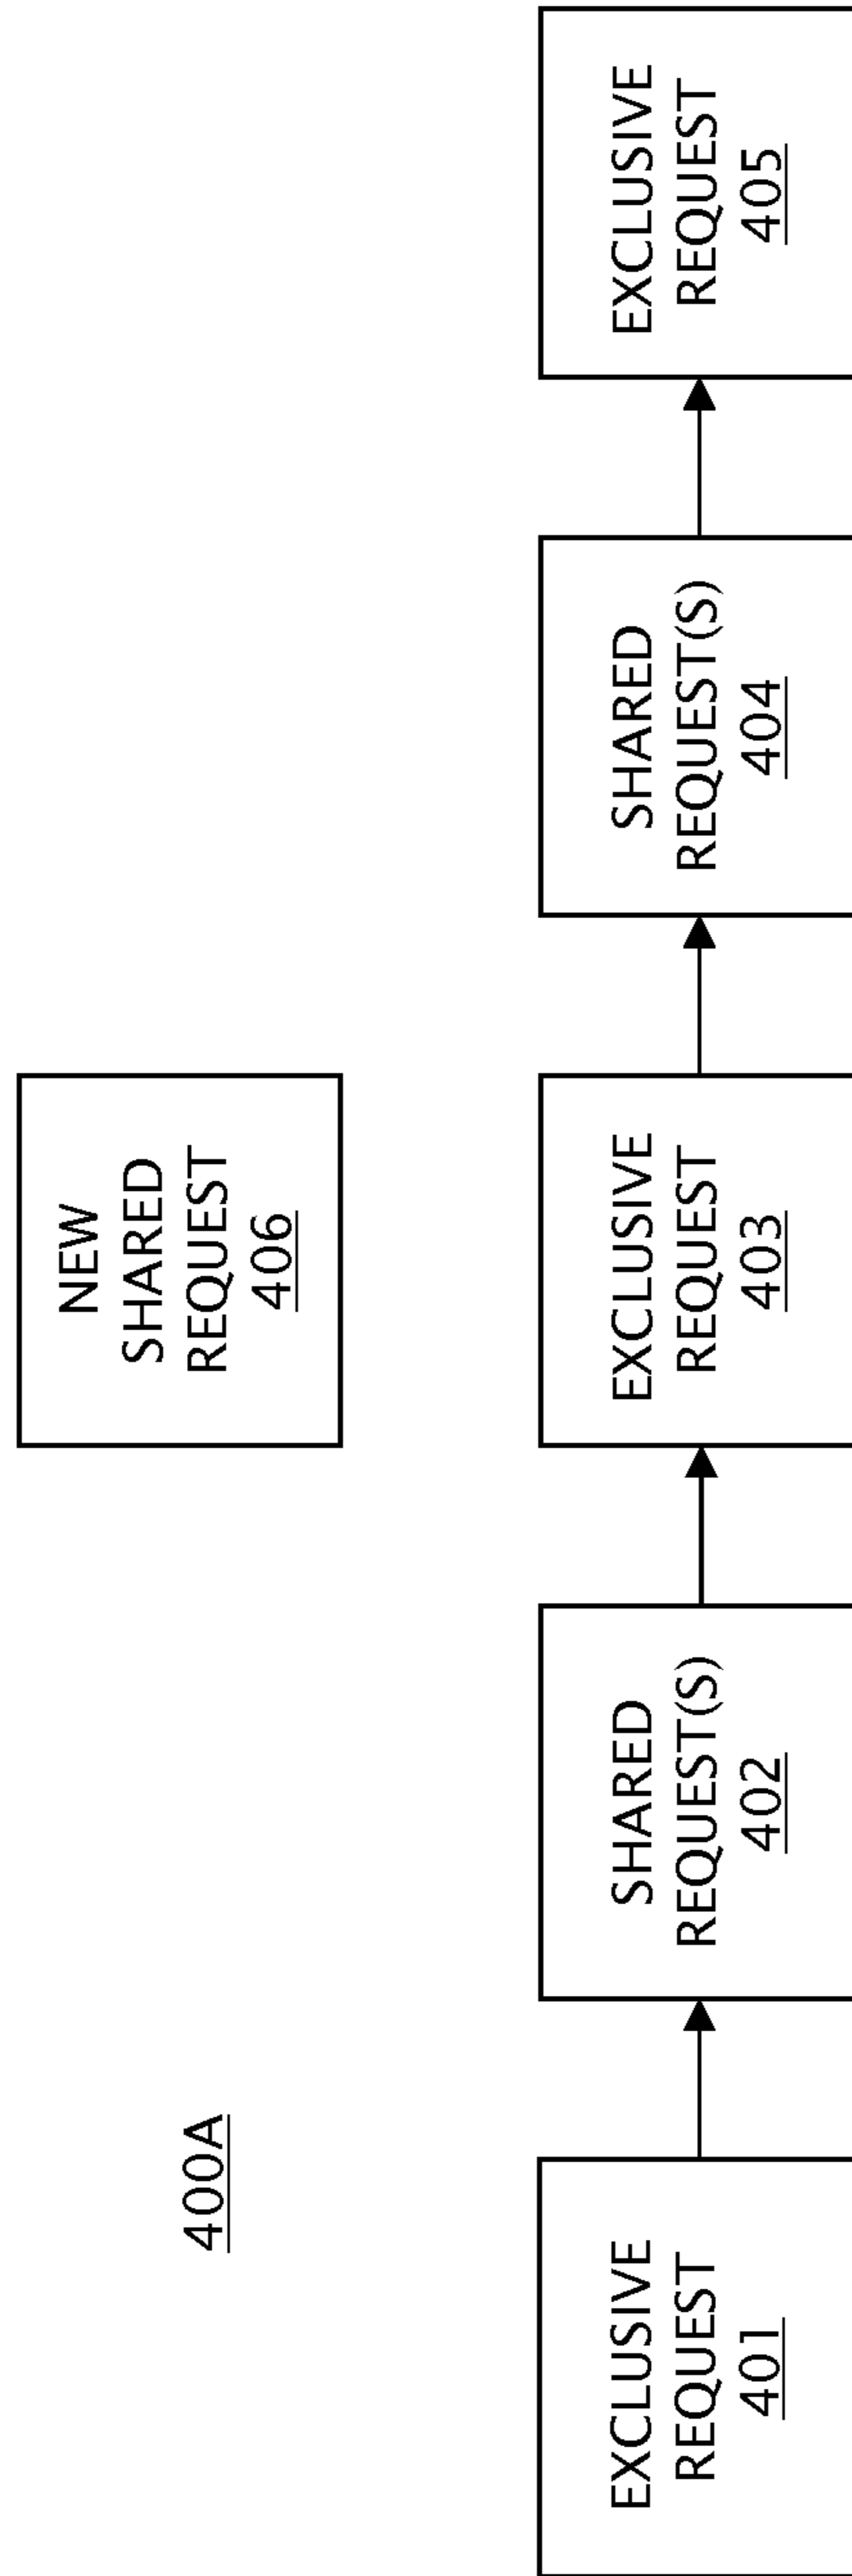 400A
NEW
SHARED
REQUEST
406
EXCLUSIVE
REQUEST
401
SHARED
REQUEST(S)
402
EXCLUSIVE
REQUEST
403
SHARED
REQUEST(S)
404
EXCLUSIVE
REQUEST
405